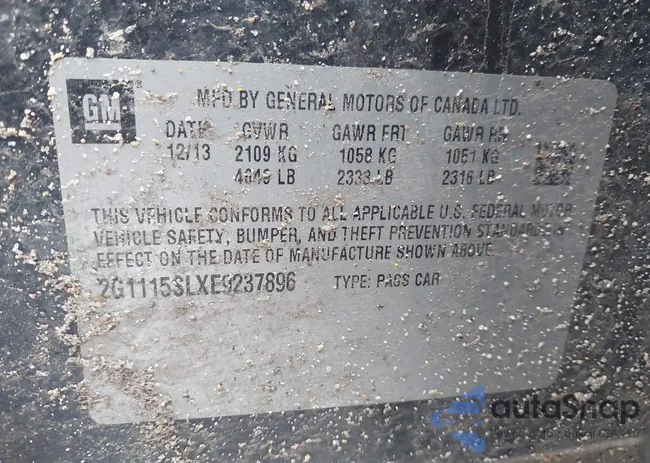 GM
MFD BY GENERAL MOTORS OF CANADA LTD.
DATE GVWR GAWR FRT GAWR RR
12/13 2109 KG 1058 KG 1051 KG
4649 LB 2333 LB 2316 LB
THIS VEHICLE CONFORMS TO ALL APPLICABLE U.S. FEDERAL MOTOR
VEHICLE SAFETY, BUMPER, AND THEFT PREVENTION STANDARDS
EFFECT ON THE DATE OF MANUFACTURE SHOWN ABOVE.
2G1115SLXE9237896 TYPE: PASS CAR
autoSnap